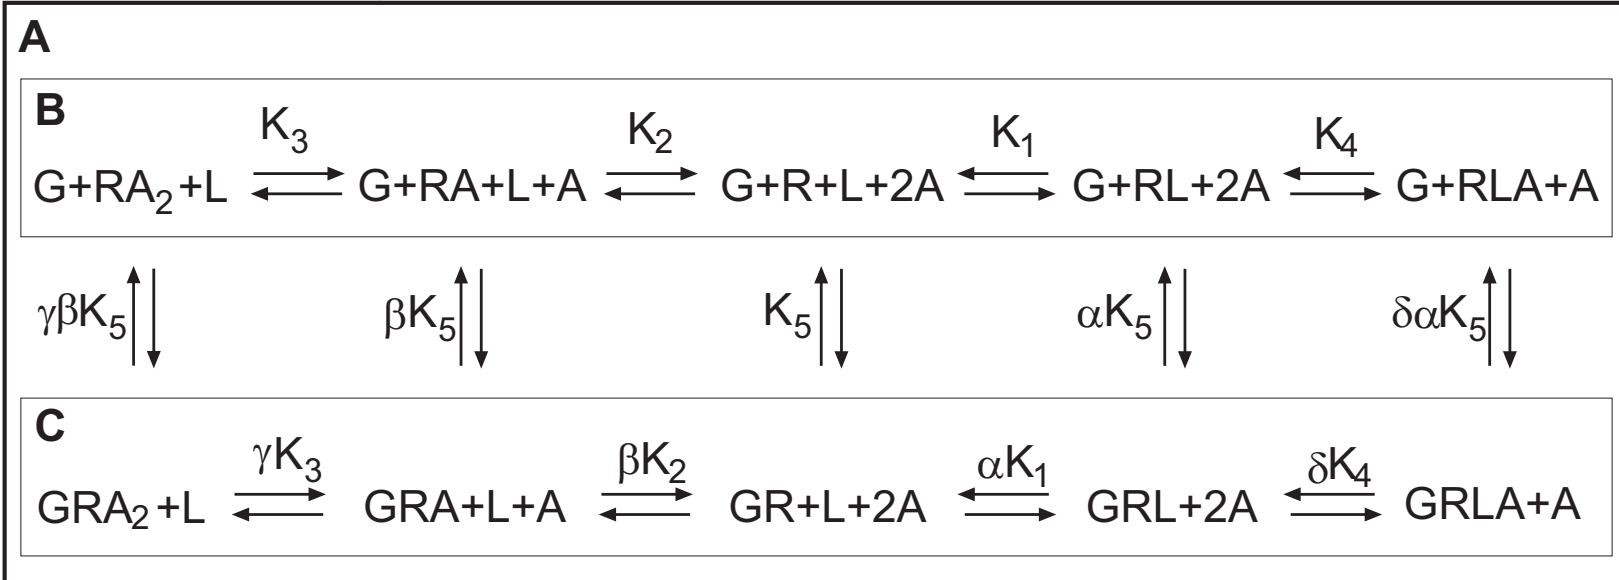 A
B
K₃ K₂ K₁ K₄
G+RA₂+L G+RA+L+A G+R+L+2A G+RL+2A G+RLA+A
γβK₅ βK₅ K₅ αK₅ δαK₅
C
γK₃ βK₂ αK₁ δK₄
GRA₂+L GRA+L+A GR+L+2A GRL+2A GRLA+A